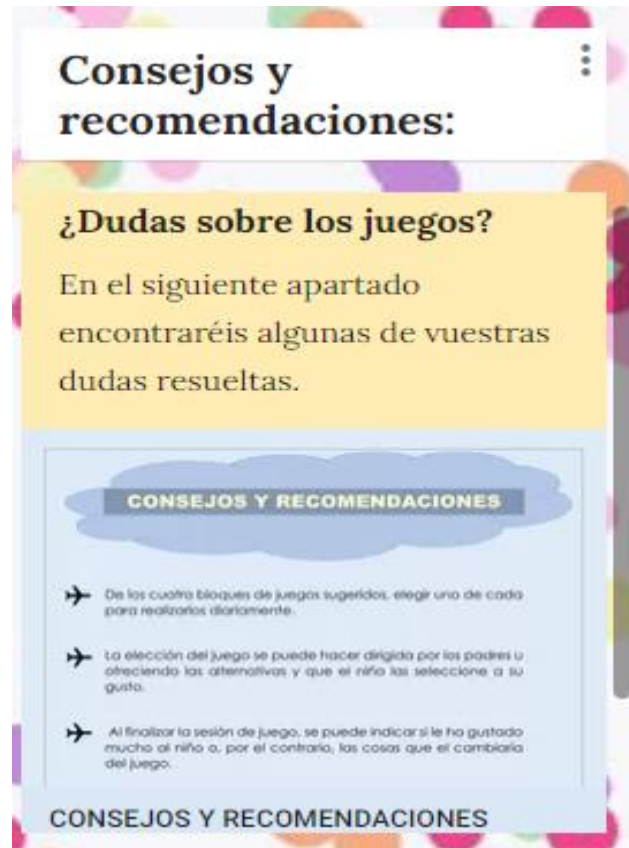 Consejos y
recomendaciones:
¿Dudas sobre los juegos?
En el siguiente apartado
encontraréis algunas de vuestras
dudas resueltas.
CONSEJOS Y RECOMENDACIONES
De los cuatro bloques de juegos sugeridos, elegir uno de cada
para realizarlos diariamente.
La elección del juego se puede hacer dirigida por los padres u
ofreciendo las alternativas y que el niño las seleccione a su
gusto.
Al finalizar la sesión de juego, se puede indicar si le ha gustado
mucho al niño o, por el contrario, las cosas que el cambiaría
del juego.
CONSEJOS Y RECOMENDACIONES